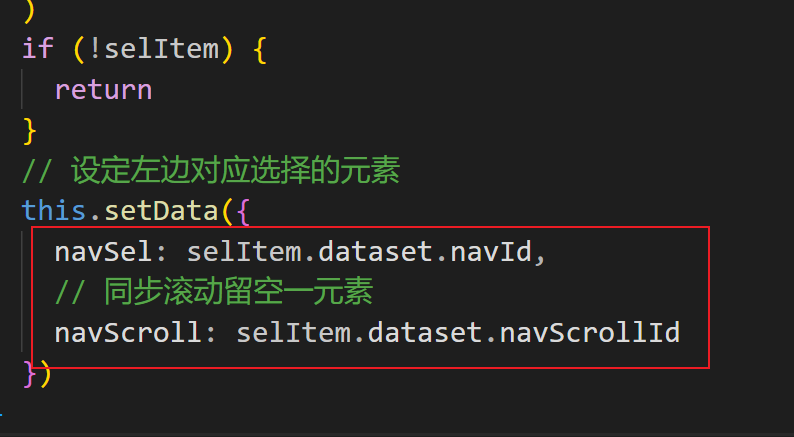 )
if (!selItem) {
return
}
// 设定左边对应选择的元素
this.setData({
navSel: selItem.dataset.navId,
// 同步滚动留空一元素
navScroll: selItem.dataset.navScrollId
})